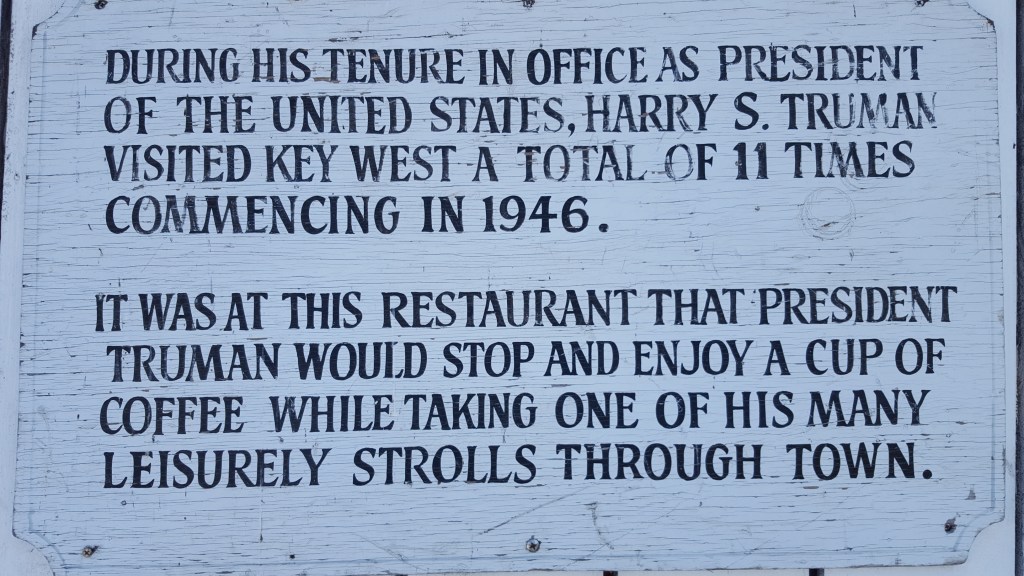 DURING HIS TENURE IN OFFICE AS PRESIDENT
OF THE UNITED STATES, HARRY S. TRUMAN
VISITED KEY WEST A TOTAL OF 11 TIMES
COMMENCING IN 1946.
IT WAS AT THIS RESTAURANT THAT PRESIDENT
TRUMAN WOULD STOP AND ENJOY A CUP OF
COFFEE WHILE TAKING ONE OF HIS MANY
LEISURELY STROLLS THROUGH TOWN.